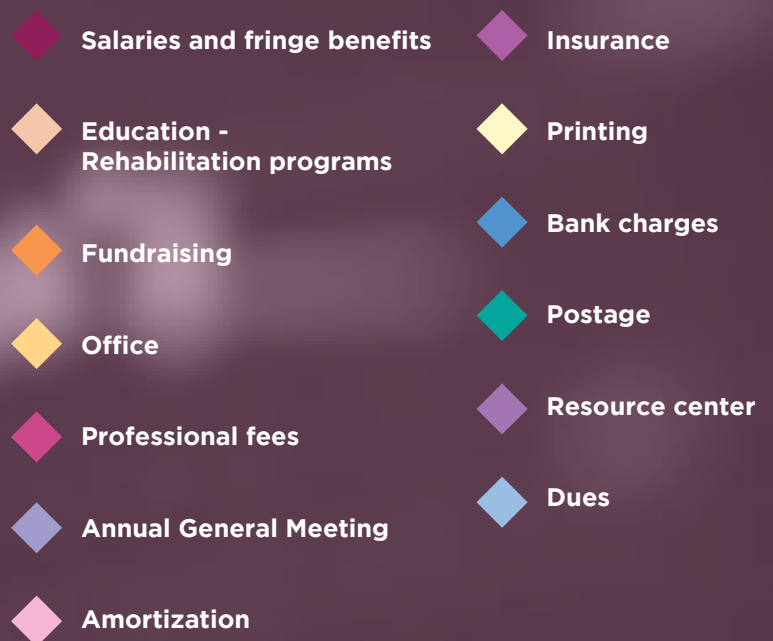 Salaries and fringe benefits
Education -
Rehabilitation programs
Fundraising
Office
Professional fees
Annual General Meeting
Amortization
Insurance
Printing
Bank charges
Postage
Resource center
Dues